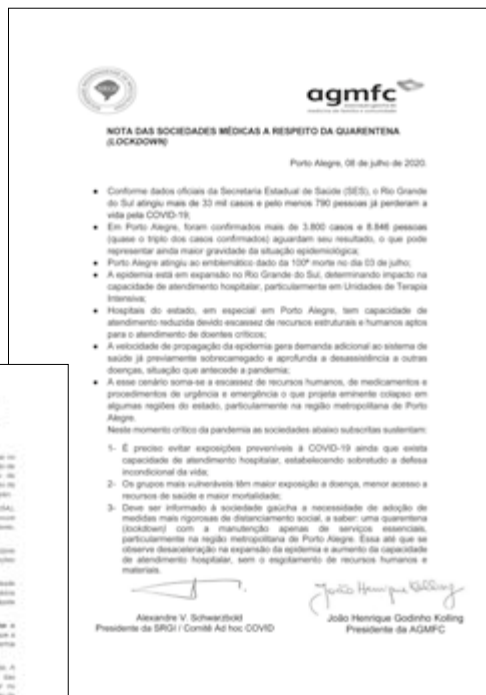 agmfc
NOTA DAS SOCIEDADES MÉDICAS A RESPEITO DA QUARENTENA
(LOCKDOWN)
Porto Alegre, 08 de julho de 2020.
● Conforme dados oficiais da Secretaria Estadual de Saúde (SES), o Rio Grande
do Sul atingiu mais de 33 mil casos e pelo menos 790 pessoas já perderam a
vida pela COVID-19;
● Em Porto Alegre, foram confirmados mais de 3.800 casos e 8.846 pessoas
(quase o triplo dos casos confirmados) aguardam seu resultado, o que pode
representar ainda maior gravidade da situação epidemiológica;
● Porto Alegre atingiu ao emblemático dado da 100ª morte no dia 03 de julho;
● A epidemia está em expansão no Rio Grande do Sul, determinando impacto na
capacidade de atendimento hospitalar, particularmente em Unidades de Terapia
Intensiva;
● Hospitais do estado, em especial em Porto Alegre, tem capacidade de
atendimento reduzida devido escassez de recursos estruturais e humanos aptos
para o atendimento de doentes críticos;
● A velocidade de propagação da epidemia gera demanda adicional ao sistema de
saúde já previamente sobrecarregado e aprofunda a desassistência a outras
doenças, situação que antecede a pandemia;
● A esse cenário soma-se a escassez de recursos humanos, de medicamentos e
procedimentos de urgência e emergência o que projeta eminente colapso em
algumas regiões do estado, particularmente na região metropolitana de Porto
Alegre.
Neste momento crítico da pandemia as sociedades abaixo subscritas sustentam:
1- É preciso evitar exposições preveníveis à COVID-19 ainda que exista
capacidade de atendimento hospitalar, estabelecendo sobretudo a defesa
incondicional da vida;
2- Os grupos mais vulneráveis têm maior exposição a doença, menor acesso a
recursos de saúde e maior mortalidade;
3- Deve ser informado à sociedade gaúcha a necessidade de adoção de
medidas mais rigorosas de distanciamento social, a saber: uma quarentena
(lockdown) com a manutenção apenas de serviços essenciais,
particularmente na região metropolitana de Porto Alegre. Essa até que se
observe desaceleração na expansão da epidemia e aumento da capacidade
de atendimento hospitalar, sem o esgotamento de recursos humanos e
materiais.
João Henrique Kolling
Alexandre V. Schwarzbold
Presidente da SRGI / Comitê Ad hoc COVID
João Henrique Godinho Kolling
Presidente da AGMFC